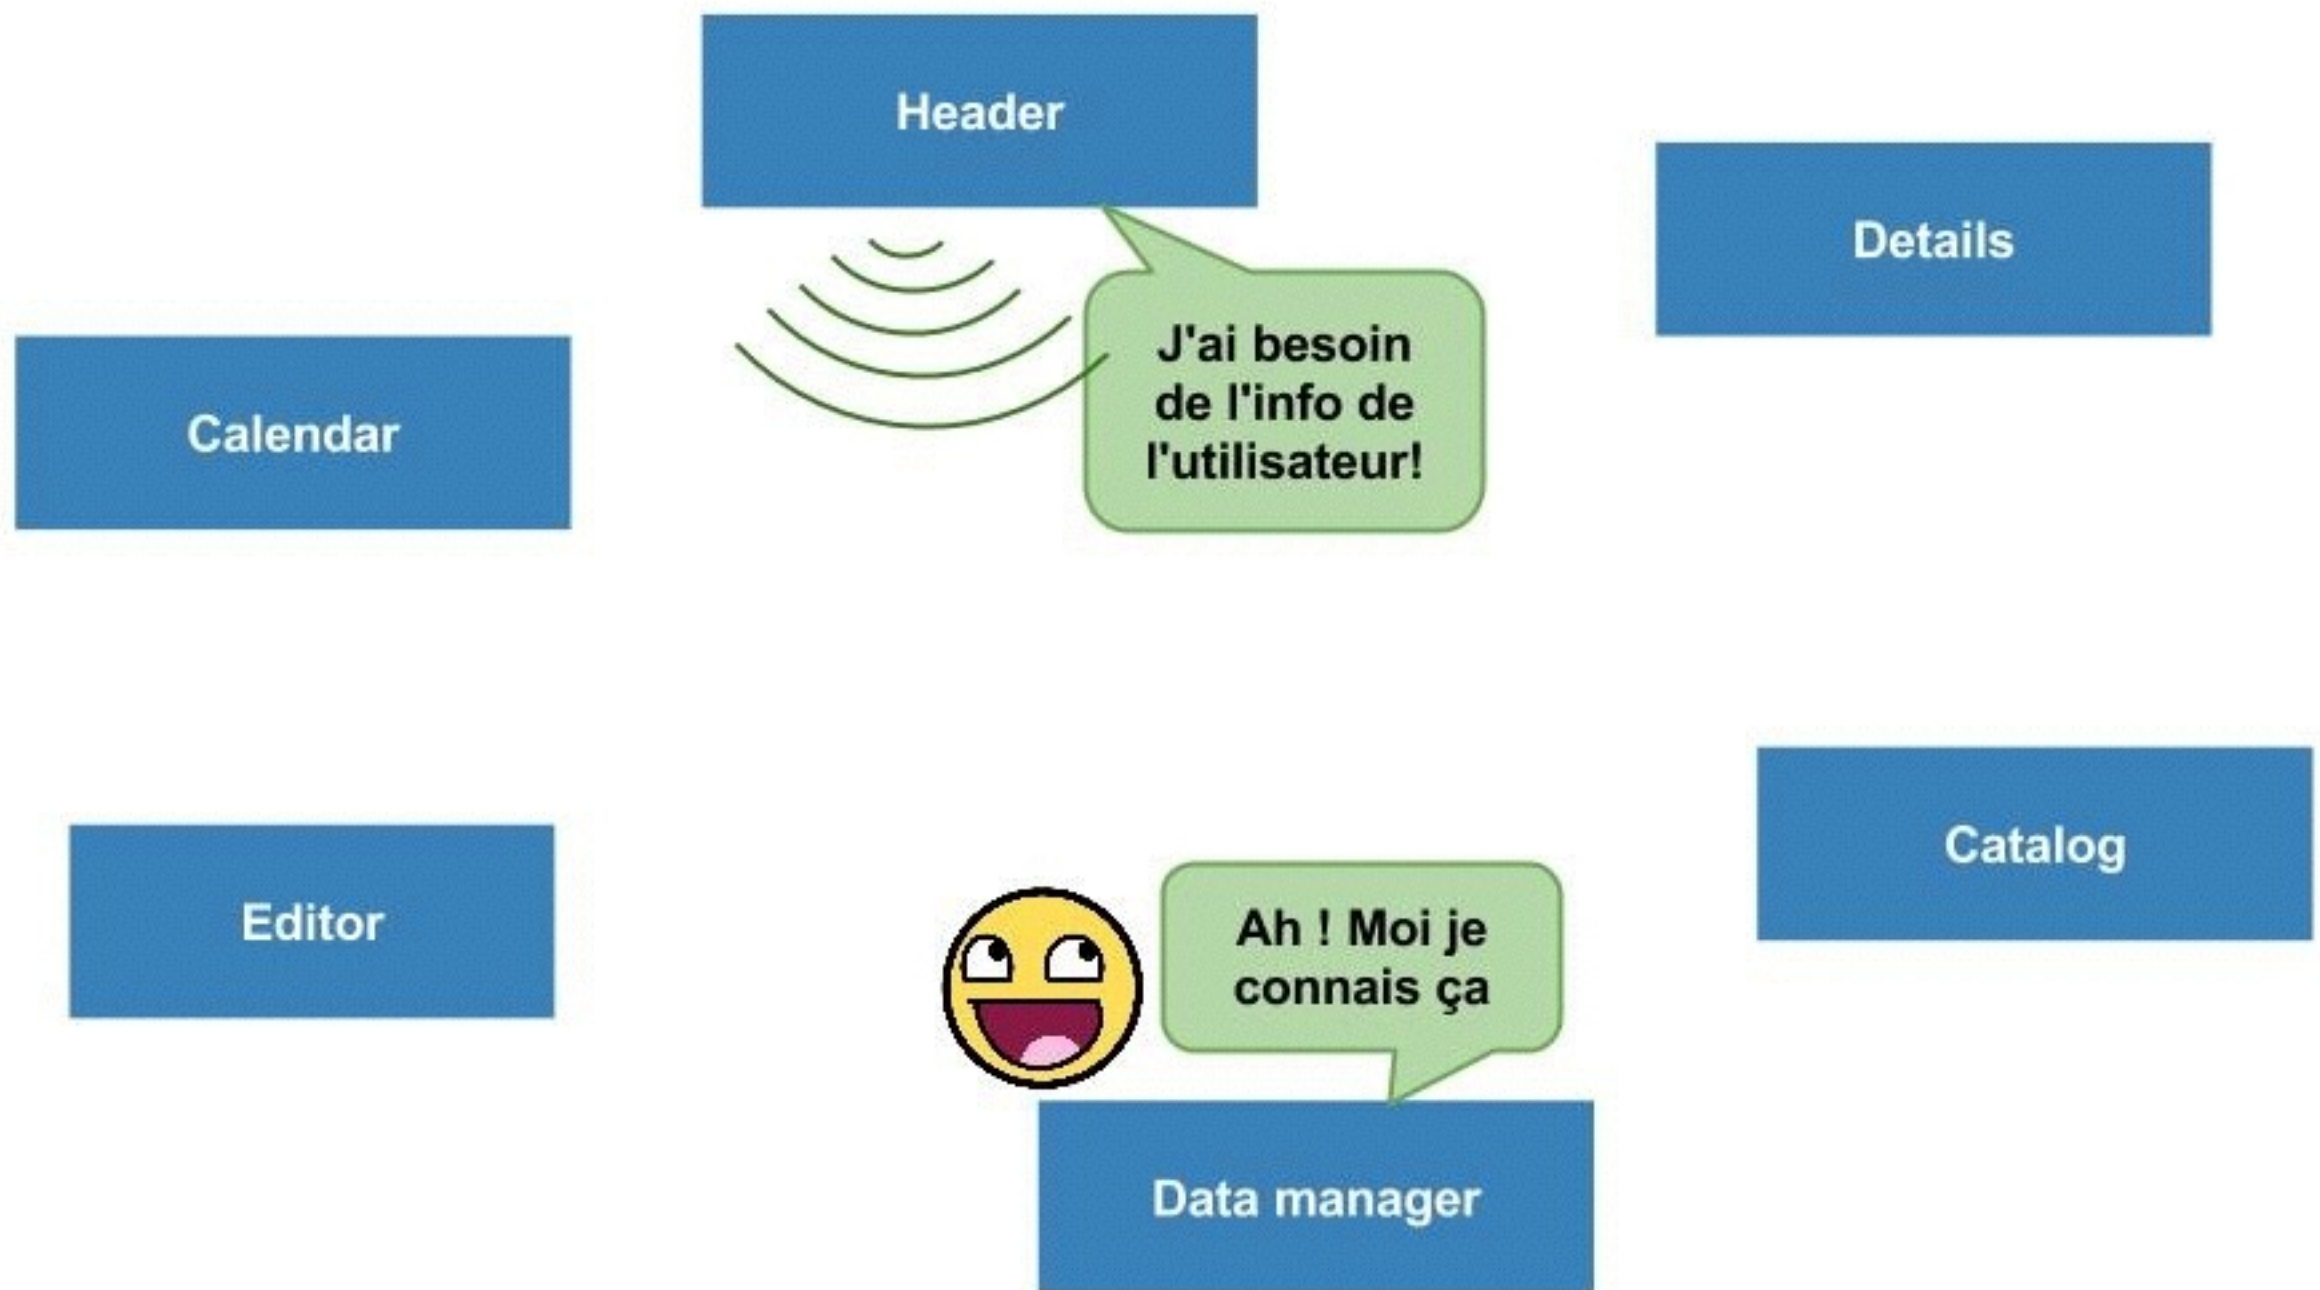 Header
Details
J'ai besoin
de l'info de
l'utilisateur!
Calendar
Catalog
Editor
Ah ! Moi je
connais ça
Data manager